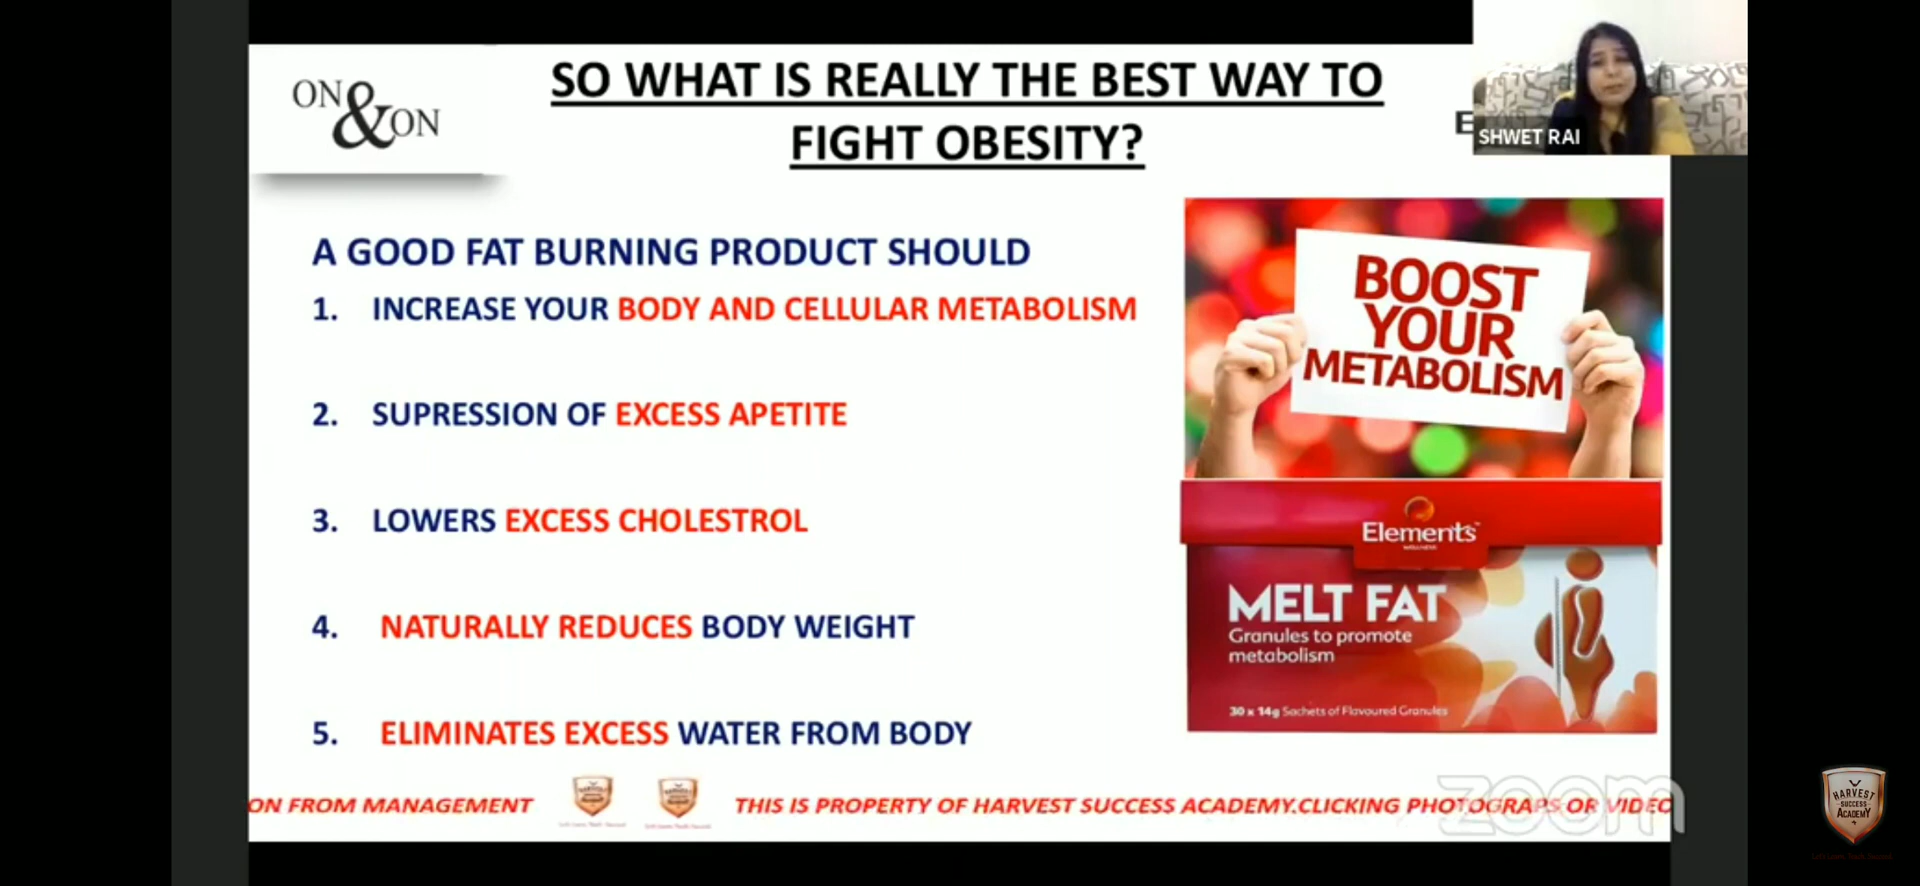 ON & ON
SO WHAT IS REALLY THE BEST WAY TO
FIGHT OBESITY?
E
SHWET RAI
A GOOD FAT BURNING PRODUCT SHOULD
1. INCREASE YOUR BODY AND CELLULAR METABOLISM
2. SUPRESSION OF EXCESS APETITE
3. LOWERS EXCESS CHOLESTROL
4. NATURALLY REDUCES BODY WEIGHT
5. ELIMINATES EXCESS WATER FROM BODY
BOOST
YOUR
METABOLISM
Elements
WELLNESS
MELT FAT
Granules to promote
metabolism
30 x 14g Sachets of Flavoured Granules
ON FROM MANAGEMENT THIS IS PROPERTY OF HARVEST SUCCESS ACADEMY.CLICKING PHOTOGRAPS OR VIDEO
zoom
HARVEST
SUCCESS
ACADEMY